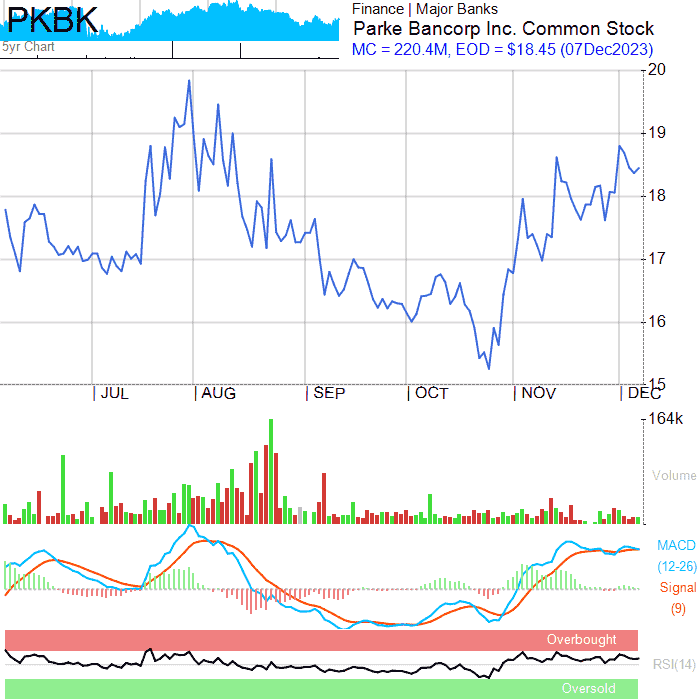 PKBK
5yr Chart
Finance | Major Banks
Parke Bancorp Inc. Common Stock
MC = 220.4M, EOD = $18.45 (07Dec2023)
20
19
18
17
16
15
JUL AUG SEP OCT NOV DEC
164k
Volume
MACD
(12-26)
Signal
(9)
Overbought
RSI(14)
Oversold